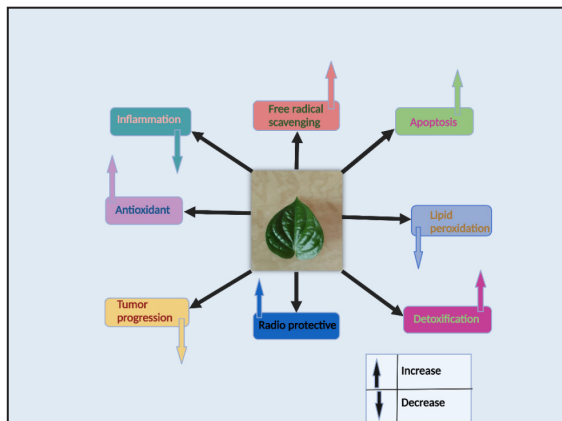 Inflammation
Free radical
scavenging
Apoptosis
Antioxidant
Lipid
peroxidation
Tumor
progression
Radio protective
Detoxification
Increase
Decrease